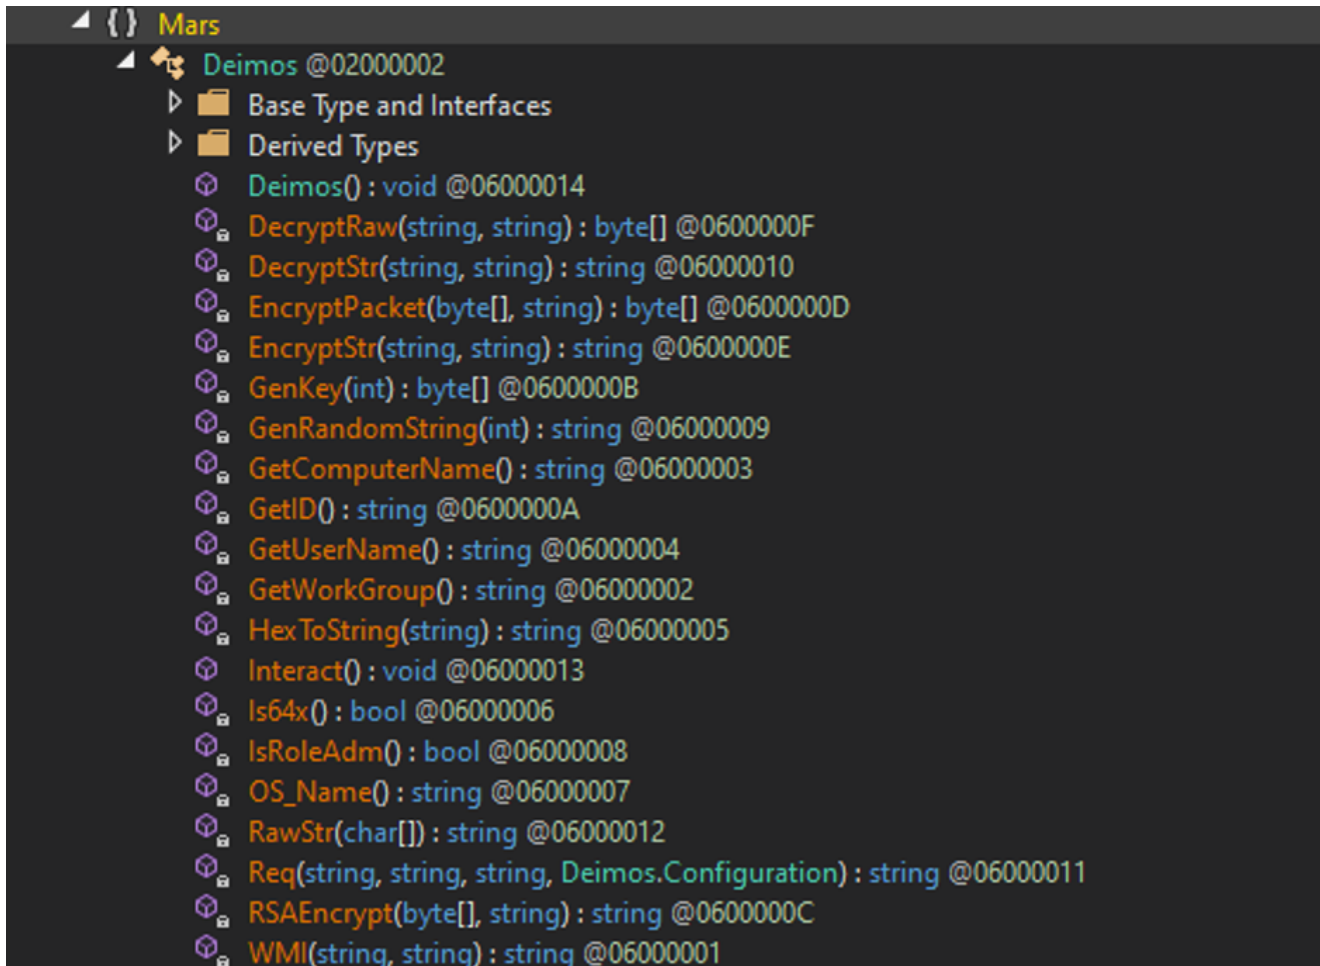 { } Mars
Deimos @02000002
Base Type and Interfaces
Derived Types
Deimos() : void @06000014
DecryptRaw(string, string) : byte[] @0600000F
DecryptStr(string, string) : string @06000010
EncryptPacket(byte[], string) : byte[] @0600000D
EncryptStr(string, string) : string @0600000E
GenKey(int) : byte[] @0600000B
GenRandomString(int) : string @06000009
GetComputerName() : string @06000003
GetID() : string @0600000A
GetUserName() : string @06000004
GetWorkGroup() : string @06000002
HexToString(string) : string @06000005
Interact() : void @06000013
Is64x() : bool @06000006
IsRoleAdm() : bool @06000008
OS_Name() : string @06000007
RawStr(char[]) : string @06000012
Req(string, string, string, Deimos.Configuration) : string @06000011
RSAEncrypt(byte[], string) : string @0600000C
WMI(string, string) : string @06000001